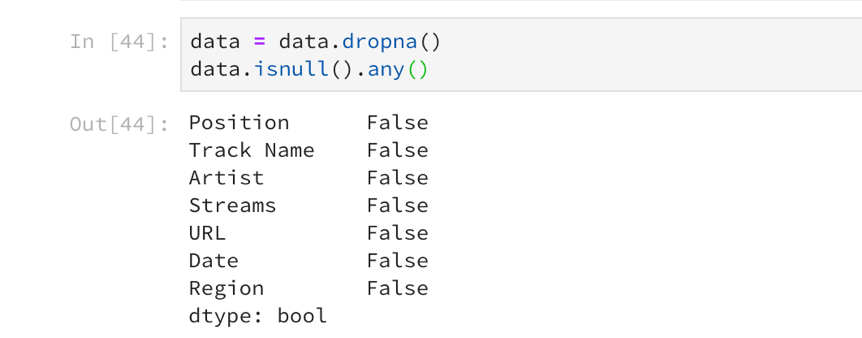 In [44]: data = data.dropna()
data.isnull().any()
Out[44]: Position False
Track Name False
Artist False
Streams False
URL False
Date False
Region False
dtype: bool